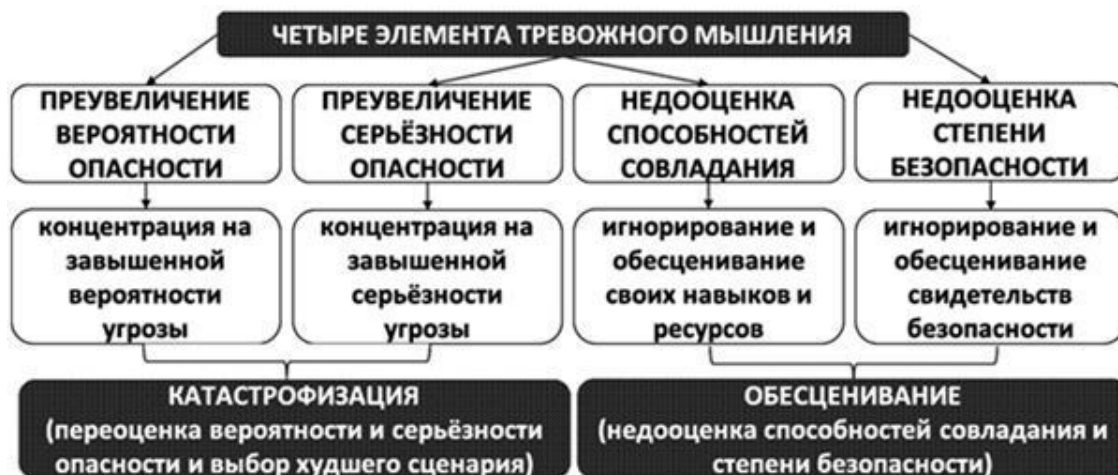 ЧЕТЫРЕ ЭЛЕМЕНТА ТРЕВОЖНОГО МЫШЛЕНИЯ
ПРЕУВЕЛИЧЕНИЕ
ВЕРОЯТНОСТИ
ОПАСНОСТИ
ПРЕУВЕЛИЧЕНИЕ
СЕРЬЁЗНОСТИ
ОПАСНОСТИ
НЕДООЦЕНКА
СПОСОБНОСТЕЙ
СОВЛАДАНИЯ
НЕДООЦЕНКА
СТЕПЕНИ
БЕЗОПАСНОСТИ
концентрация на
завышенной
вероятности
угрозы
концентрация на
завышенной
серьёзности
угрозы
игнорирование и
обесценивание
своих навыков и
ресурсов
игнорирование и
обесценивание
свидетельств
безопасности
КАТАСТРОФИЗАЦИЯ
(переоценка вероятности и серьёзности
опасности и выбор худшего сценария)
ОБЕСЦЕНИВАНИЕ
(недооценка способностей совладания и
степени безопасности)